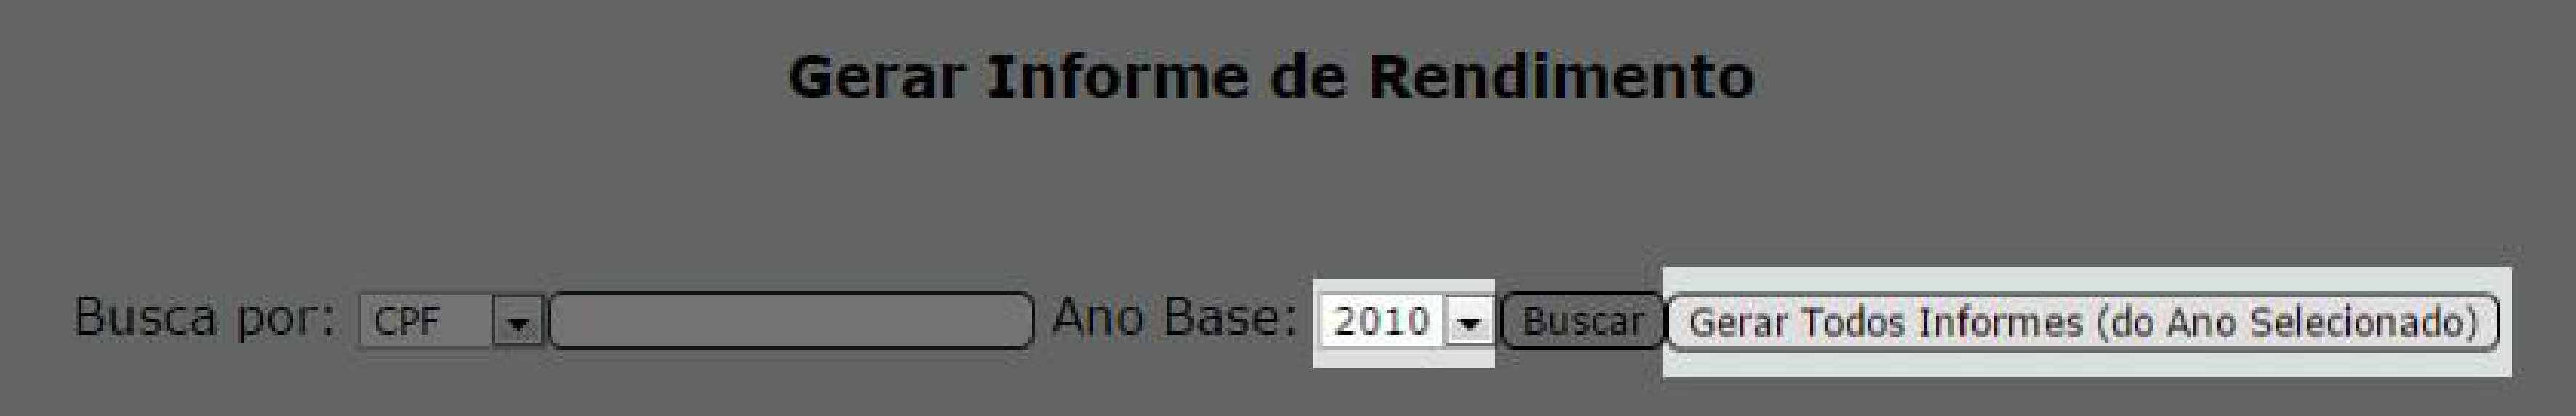 Gerar Informe de Rendimento
Busca por: CPF Ano Base: 2010 Buscar Gerar Todos Informes (do Ano Selecionado)